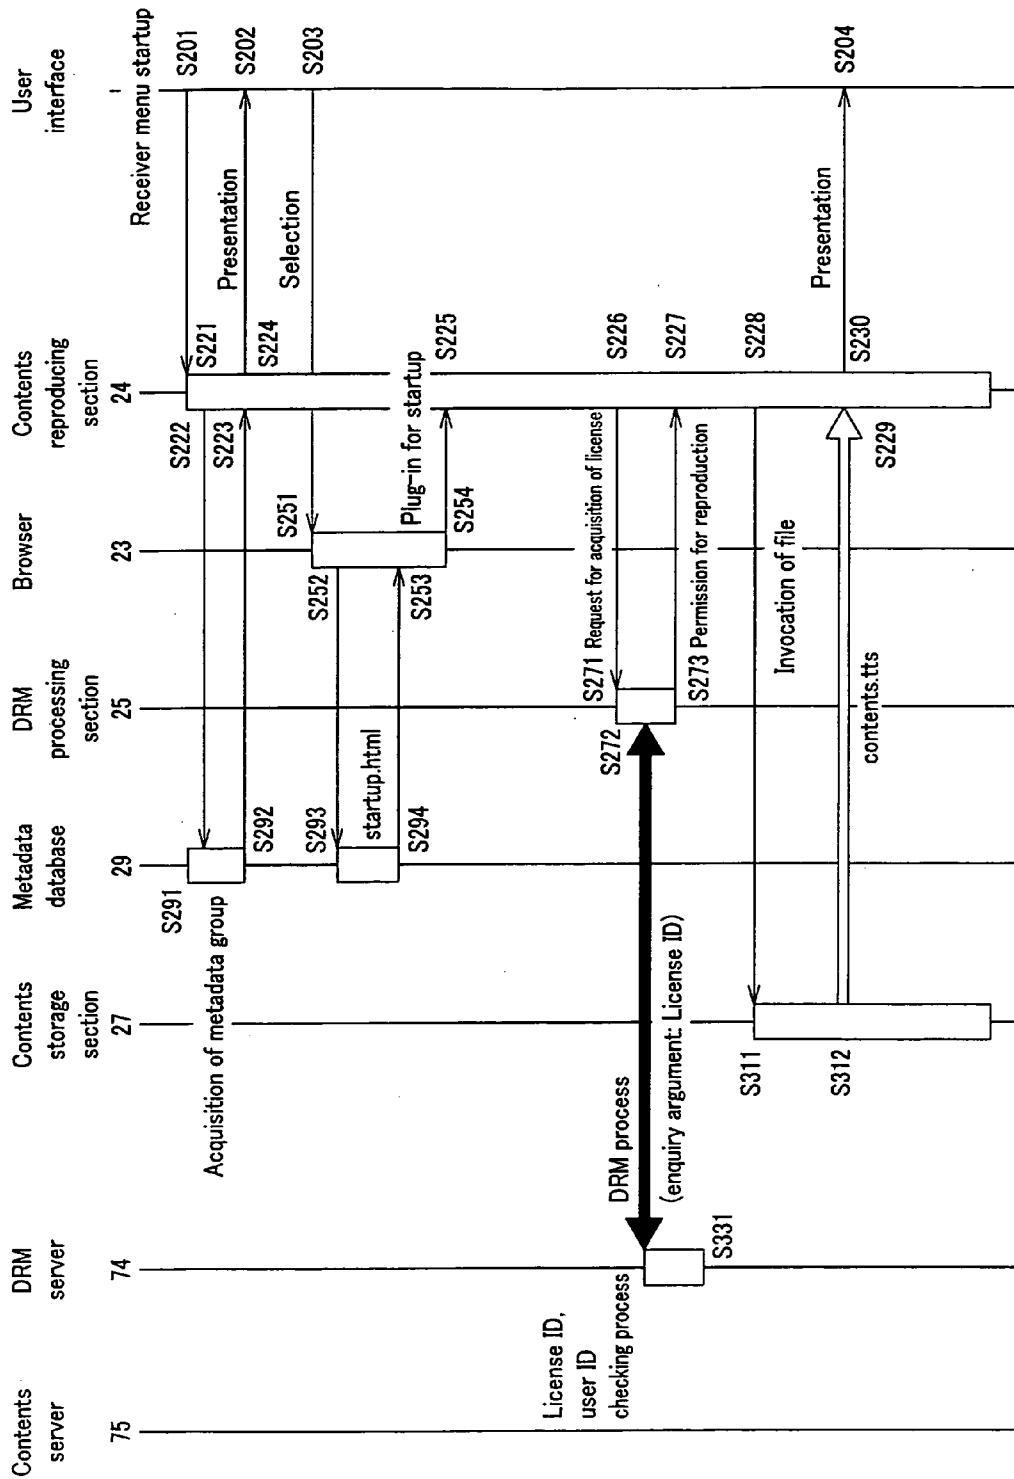 Contents
server
75
DRM
server
74
Contents
storage
section
27
Metadata
database
29
DRM
processing
section
25
Browser
23
Contents
reproducing
section
24
User
interface
Receiver menu startup
S201
S221
S222
S291
Acquisition of metadata group
S292
S223
Presentation
S202
S224
Selection
S203
S251
S252
S293
startup.html
S294
S253
Plug-in for startup
S254
S225
S226
S271 Request for acquisition of license
S272
DRM process
(enquiry argument: License ID)
License ID,
user ID
checking process
S331
S273 Permission for reproduction
S227
S228
Invocation of file
S311
S312
contents.tts
S229
S230
Presentation
S204